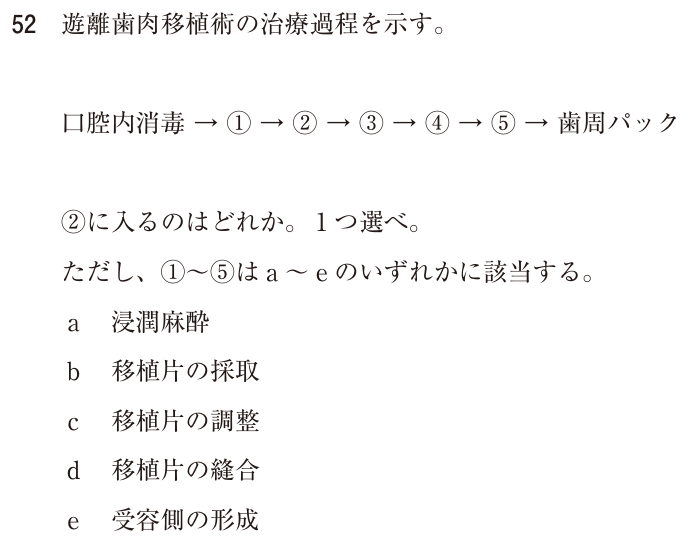 52 遊離歯肉移植術の治療過程を示す。
口腔内消毒 → ① → ② → ③ → ④ → ⑤ → 歯周パック
②に入るのはどれか。1つ選べ。
ただし、①〜⑤は a 〜 e のいずれかに該当する。
a 浸潤麻酔
b 移植片の採取
c 移植片の調整
d 移植片の縫合
e 受容側の形成